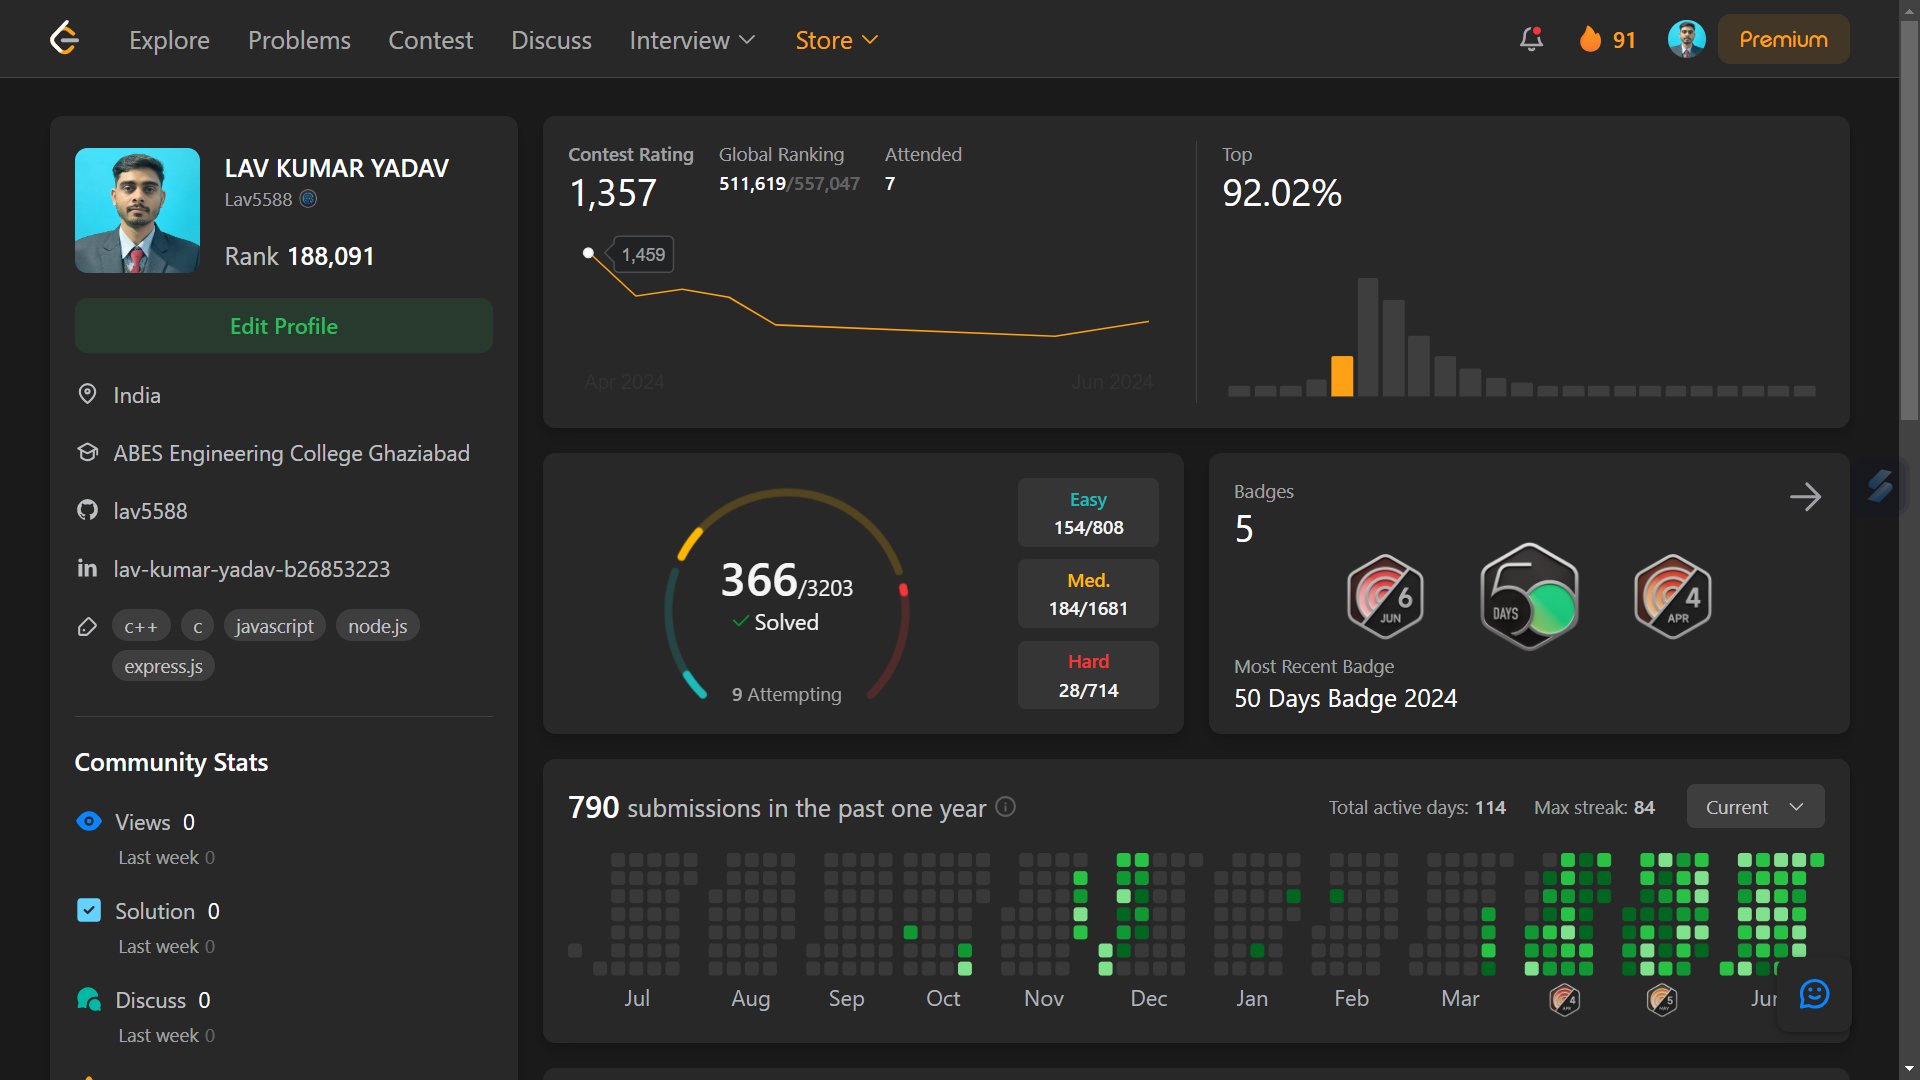 Explore Problems Contest Discuss Interview Store 91 Premium
LAV KUMAR YADAV
Lav5588
Rank 188,091
Edit Profile
India
ABES Engineering College Ghaziabad
lav5588
lav-kumar-yadav-b26853223
c++ c javascript node.js
express.js
Community Stats
Views 0
Last week 0
Solution 0
Last week 0
Discuss 0
Last week 0
Contest Rating Global Ranking Attended
1,357 511,619/557,047 7
1,459
Apr 2024 Jun 2024
Top
92.02%
366/3203
Solved
9 Attempting
Easy
154/808
Med.
184/1681
Hard
28/714
Badges
5
6 JUN
50 DAYS
4 APR
Most Recent Badge
50 Days Badge 2024
790 submissions in the past one year Total active days: 114 Max streak: 84 Current
Jul Aug Sep Oct Nov Dec Jan Feb Mar 4 APR 5 MAY Jun